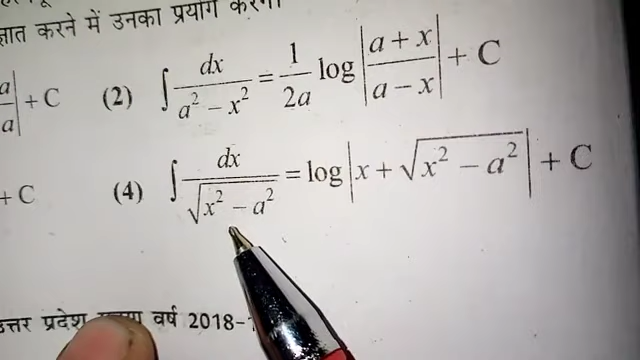 ज्ञात करने में उनका प्रयोग करेंगे।
a/a| + C (2) ∫ dx/(a² − x²) = 1/2a log |(a + x)/(a − x)| + C
+ C (4) ∫ dx/√(x² − a²) = log |x + √(x² − a²)| + C
उत्तर प्रदेश वर्ष 2018-